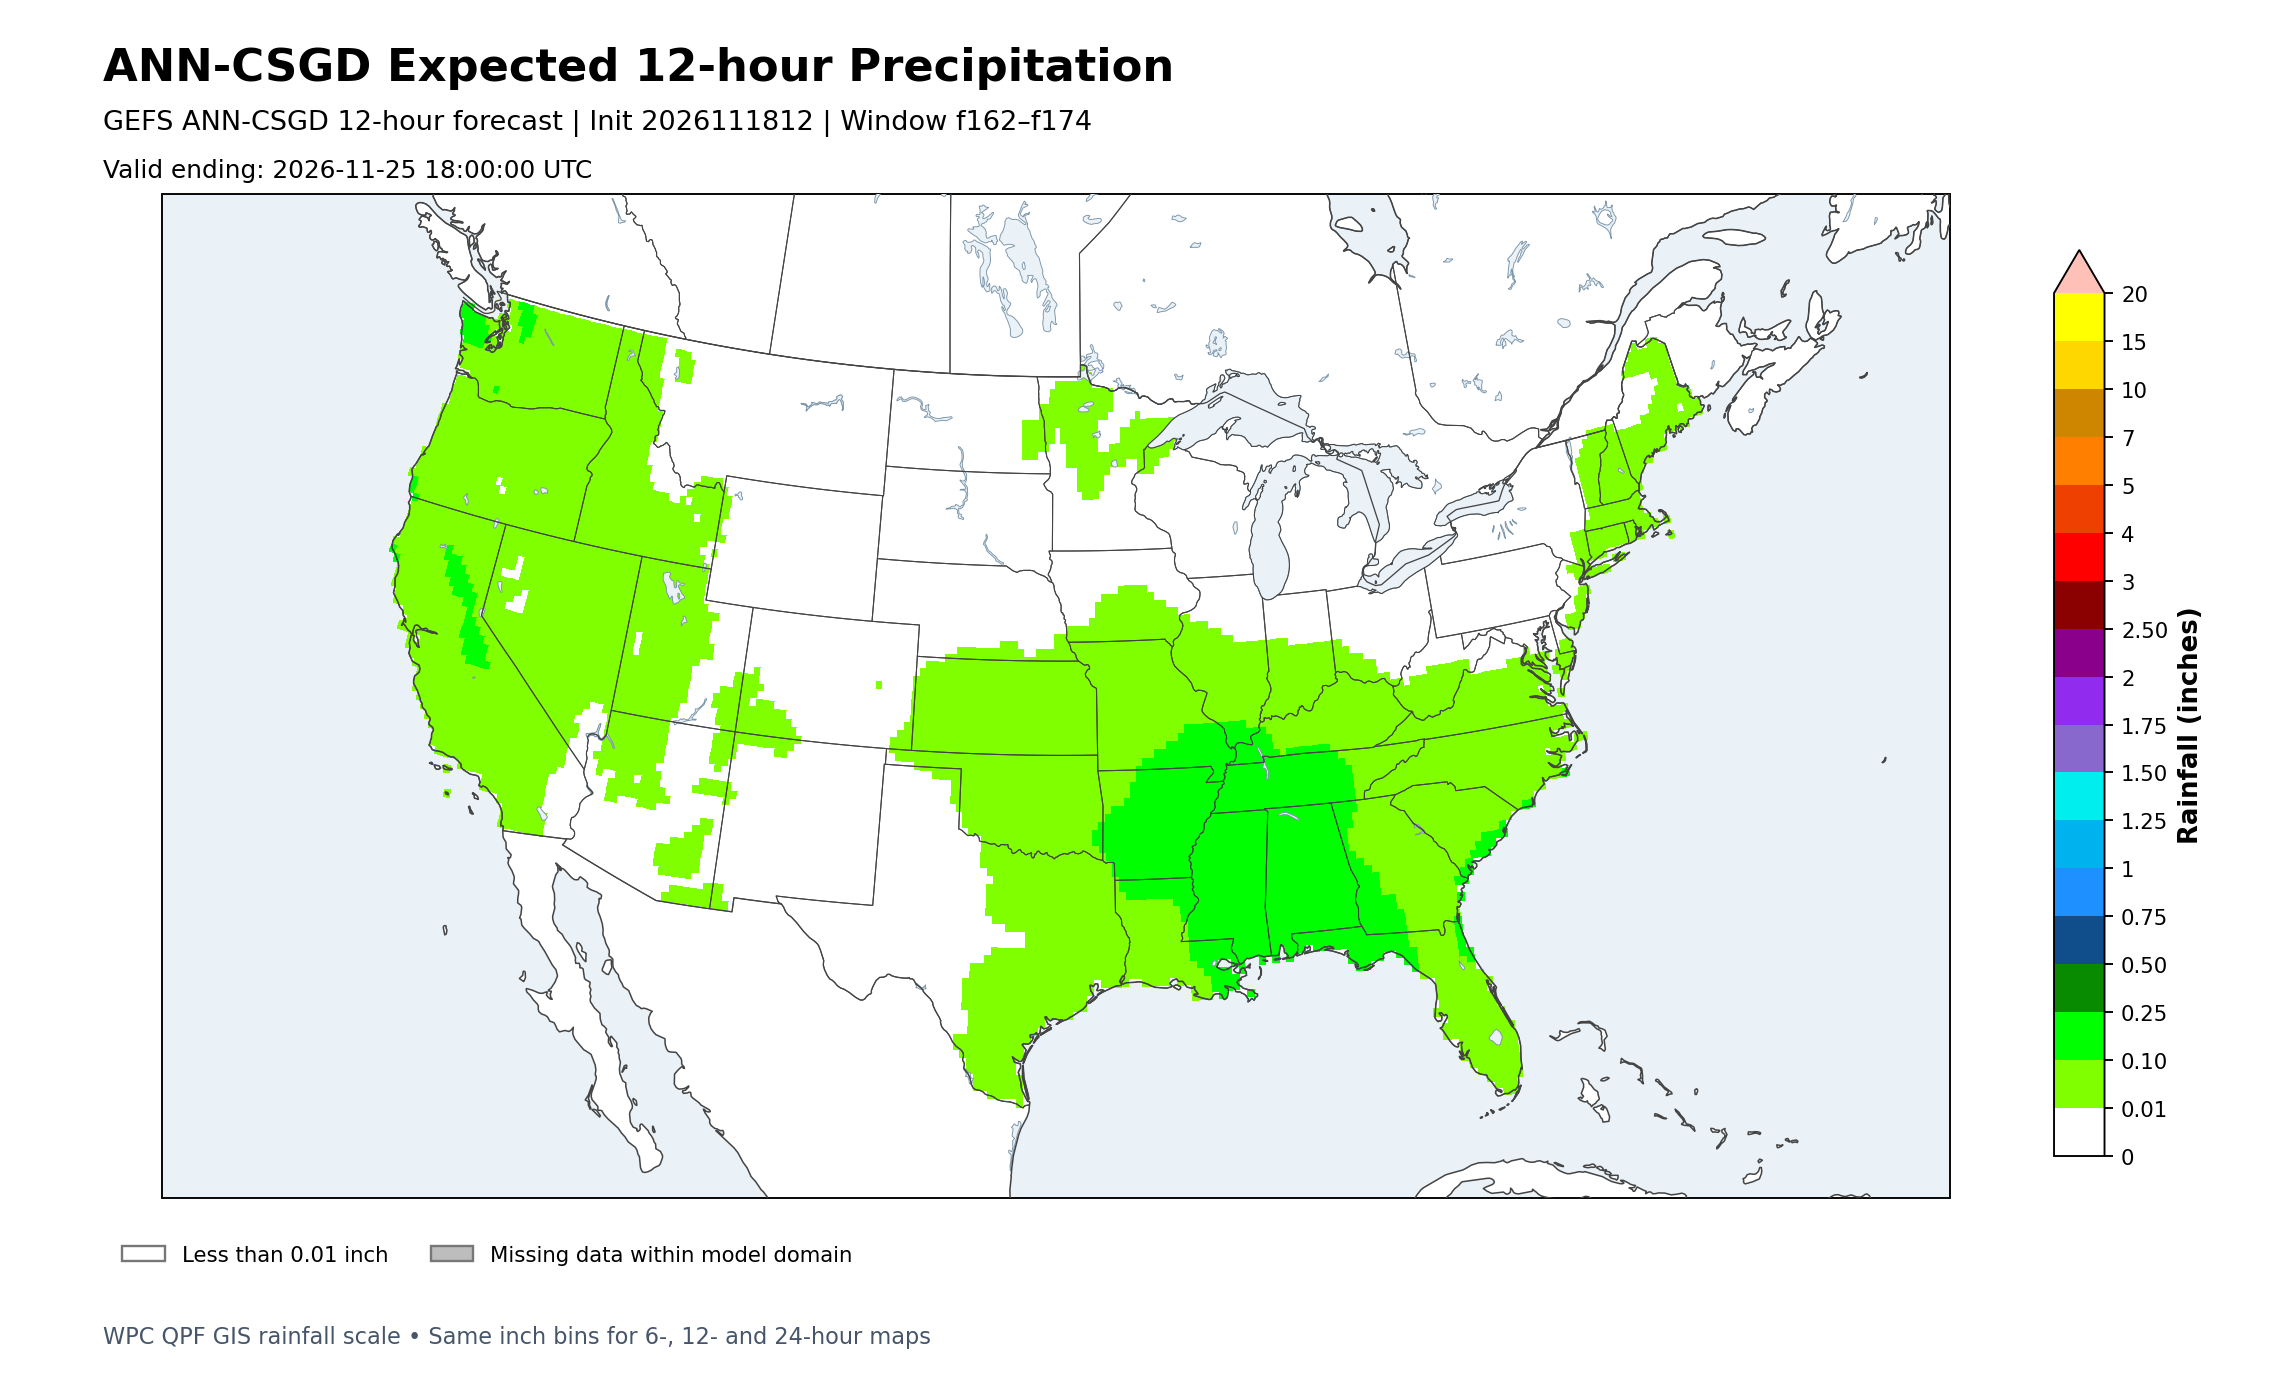 ANN-CSGD Expected 12-hour Precipitation
GEFS ANN-CSGD 12-hour forecast | Init 2026111812 | Window f162–f174
Valid ending: 2026-11-25 18:00:00 UTC
20
15
10
7
5
4
3
2.50
2
1.75
1.50
1.25
1
0.75
0.50
0.25
0.10
0.01
0
Rainfall (inches)
Less than 0.01 inch
Missing data within model domain
WPC QPF GIS rainfall scale • Same inch bins for 6-, 12- and 24-hour maps